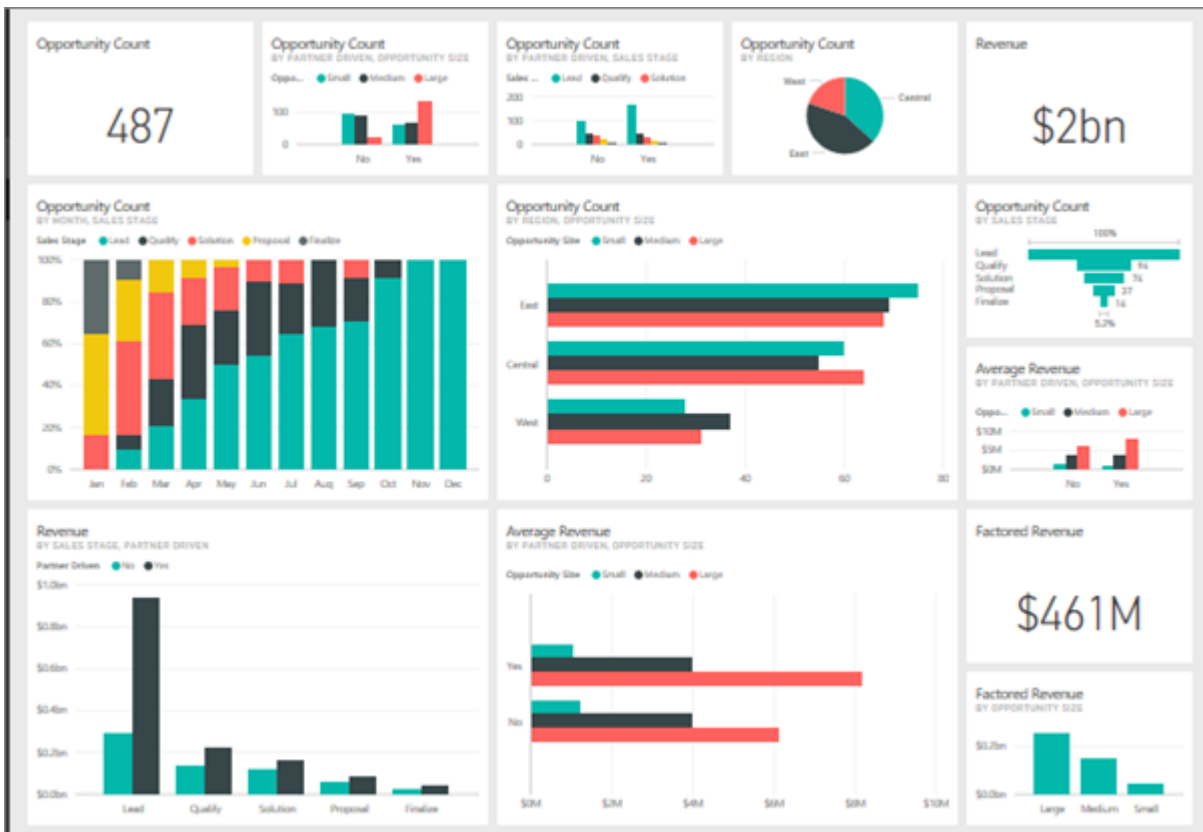 Opportunity Count
487
Opportunity Count
BY PARTNER DRIVEN, OPPORTUNITY SIZE
Oppo... Small Medium Large
100
0
No Yes
Opportunity Count
BY PARTNER DRIVEN, SALES STAGE
Sales ... Lead Qualify Solution
200
100
0
No Yes
Opportunity Count
BY REGION
West
Central
East
Revenue
$2bn
Opportunity Count
BY MONTH, SALES STAGE
Sales Stage Lead Qualify Solution Proposal Finalize
100%
80%
60%
40%
20%
0%
Jan Feb Mar Apr May Jun Jul Aug Sep Oct Nov Dec
Opportunity Count
BY REGION, OPPORTUNITY SIZE
Opportunity Size Small Medium Large
East
Central
West
0 20 40 60 80
Opportunity Count
BY SALES STAGE
100%
Lead
Qualify 94
Solution 74
Proposal 37
Finalize 14
5.2%
Average Revenue
BY PARTNER DRIVEN, OPPORTUNITY SIZE
Oppo... Small Medium Large
$10M
$5M
$0M
No Yes
Revenue
BY SALES STAGE, PARTNER DRIVEN
Partner Driven No Yes
$1.0bn
$0.8bn
$0.6bn
$0.4bn
$0.2bn
$0.0bn
Lead Qualify Solution Proposal Finalize
Average Revenue
BY PARTNER DRIVEN, OPPORTUNITY SIZE
Opportunity Size Small Medium Large
Yes
No
$0M $2M $4M $6M $8M $10M
Factored Revenue
$461M
Factored Revenue
BY OPPORTUNITY SIZE
$0.2bn
$0.0bn
Large Medium Small